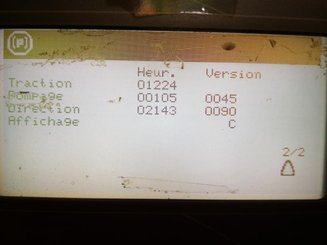 (P)
Heur. Version
Traction 01224
Pompage 00105 0045
Direction 02143 0090
Affichage C
2/2